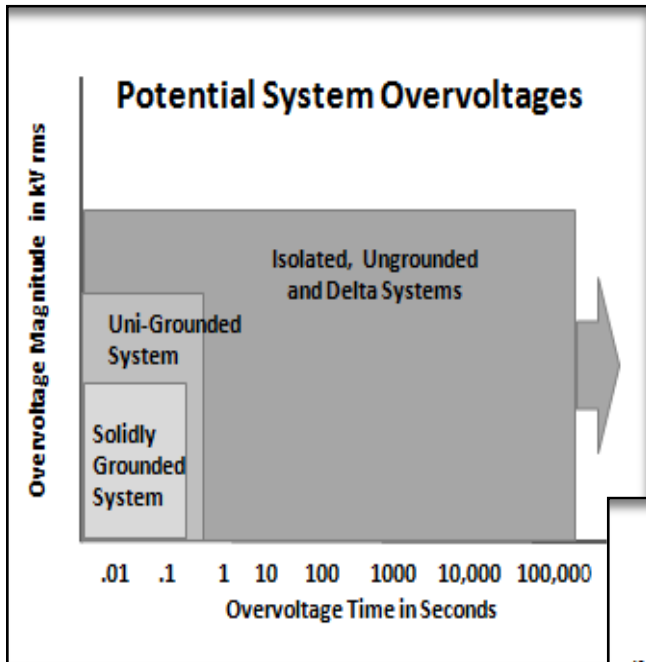 Potential System Overvoltages
Overvoltage Magnitude in kV rms
Isolated, Ungrounded
and Delta Systems
Uni-Grounded
System
Solidly
Grounded
System
.01 .1 1 10 100 1000 10,000 100,000
Overvoltage Time in Seconds